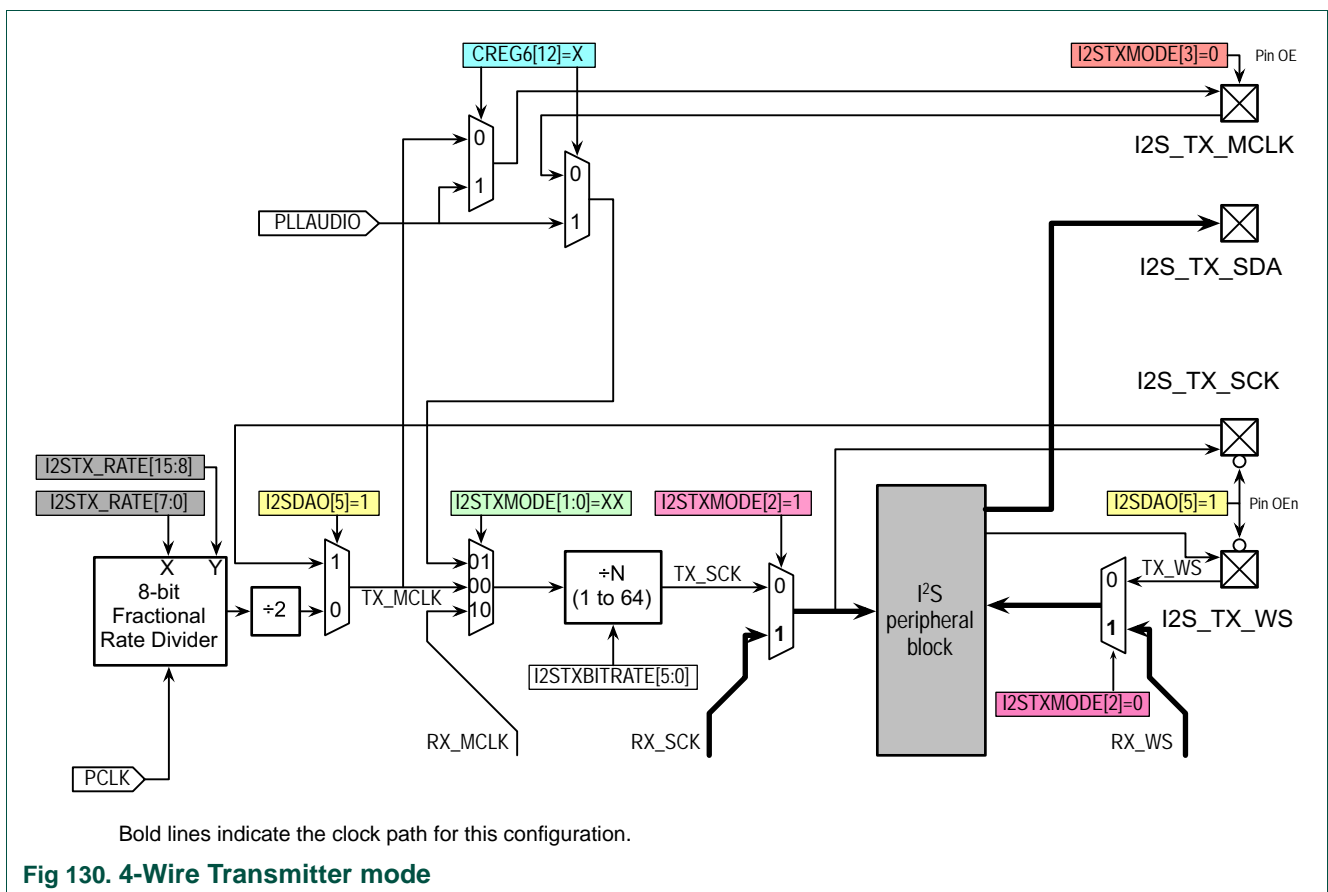 CREG6[12]=X
I2STXMODE[3]=0
Pin OE
0
1
0
1
I2S_TX_MCLK
PLLAUDIO
I2S_TX_SDA
I2S_TX_SCK
I2STX_RATE[15:8]
I2STX_RATE[7:0]
I2SDAO[5]=1
I2STXMODE[1:0]=XX
I2STXMODE[2]=1
I2SDAO[5]=1
Pin OEn
X
Y
8-bit
Fractional
Rate Divider
÷2
1
0
TX_MCLK
01
00
10
÷N
(1 to 64)
TX_SCK
0
1
I²S
peripheral
block
TX_WS
0
1
I2S_TX_WS
I2STXBITRATE[5:0]
I2STXMODE[2]=0
RX_MCLK
RX_SCK
RX_WS
PCLK
Bold lines indicate the clock path for this configuration.
Fig 130. 4-Wire Transmitter mode